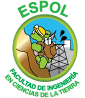 ESPOL
FACULTAD DE INGENIERÍA
EN CIENCIAS DE LA TIERRA